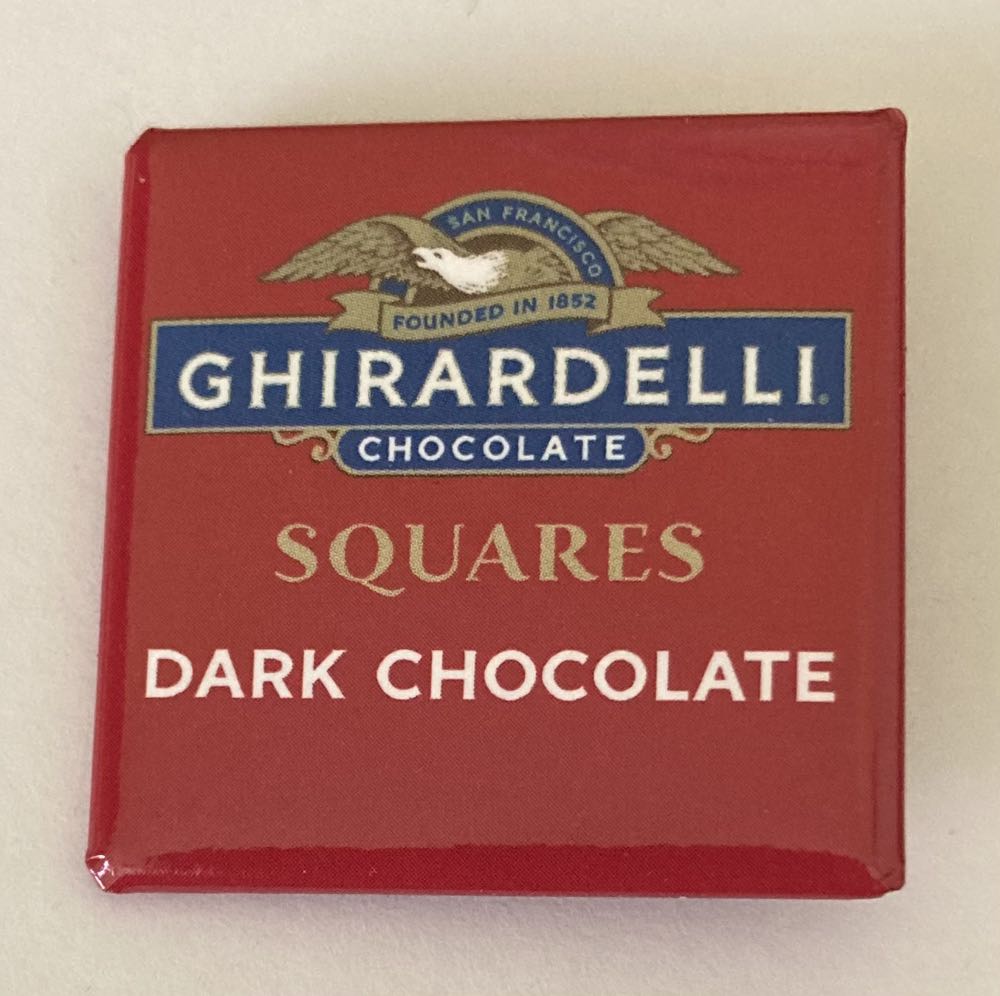 SAN FRANCISCO
FOUNDED IN 1852
GHIRARDELLI®
CHOCOLATE
SQUARES
DARK CHOCOLATE